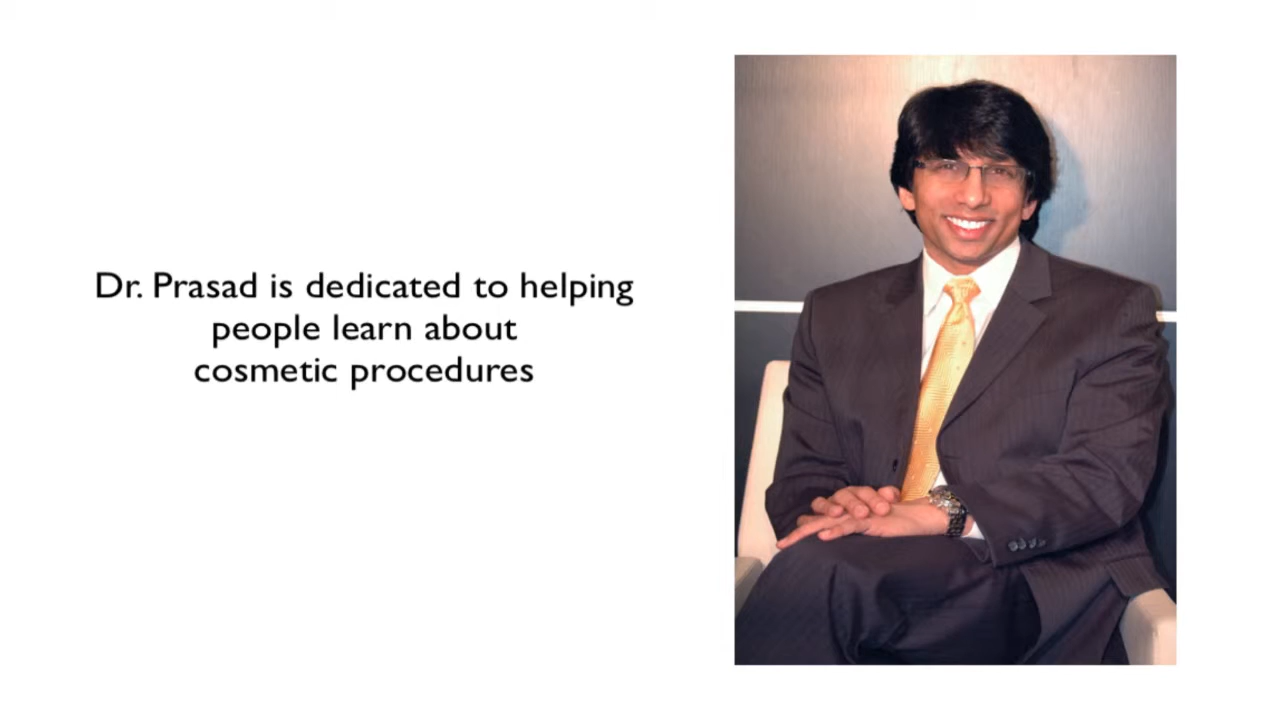 Dr. Prasad is dedicated to helping
people learn about
cosmetic procedures